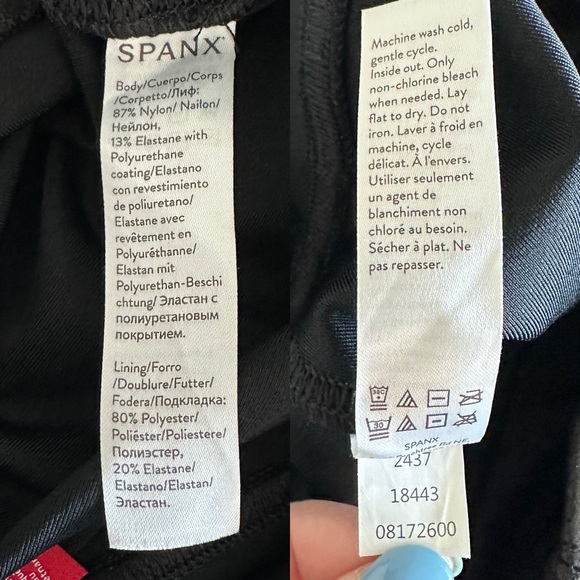 SPANX
Body/Cuerpo/Corps
/Corpetto/Лиф:
87% Nylon/ Nailon/
Нейлон,
13% Elastane with
Polyurethane
coating/Elastano
con revestimiento
de poliuretano/
Elastane avec
revêtement en
Polyuréthanne/
Elastan mit
Polyurethan-Beschi
chtung/ Эластан с
полиуретановым
покрытием.
Lining/Forro
/Doublure/Futter/
Fodera/Подкладка:
80% Polyester/
Poliéster/Poliestere/
Полиэстер,
20% Elastane/
Elastano/Elastan/
Эластан.
Machine wash cold,
gentle cycle.
Inside out. Only
non-chlorine bleach
when needed. Lay
flat to dry. Do not
iron. Laver à froid en
machine, cycle
délicat. À l'envers.
Utiliser seulement
un agent de
blanchiment non
chloré au besoin.
Sécher à plat. Ne
pas repasser.
30C
30
SPANX
2437
18443
08172600